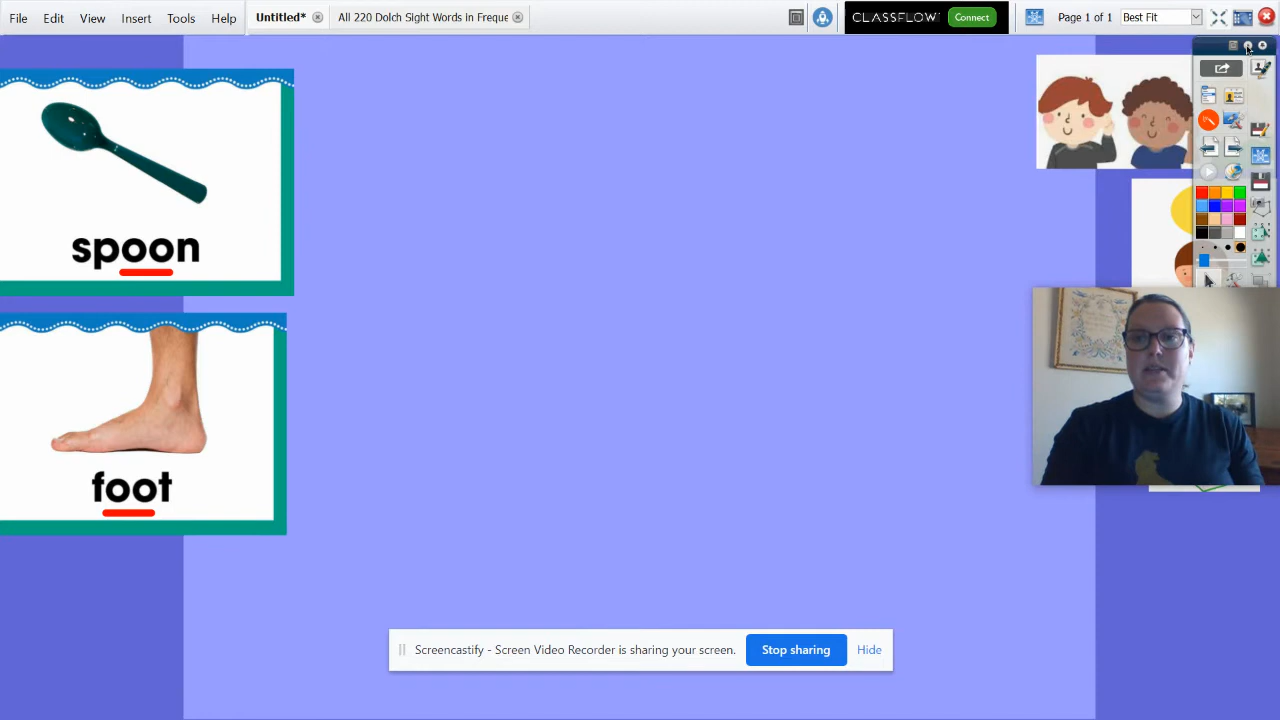 File Edit View Insert Tools Help
Untitled* All 220 Dolch Sight Words in Freque
CLASSFLOW Connect
Page 1 of 1 Best Fit
spoon
foot
Screencastify - Screen Video Recorder is sharing your screen. Stop sharing Hide